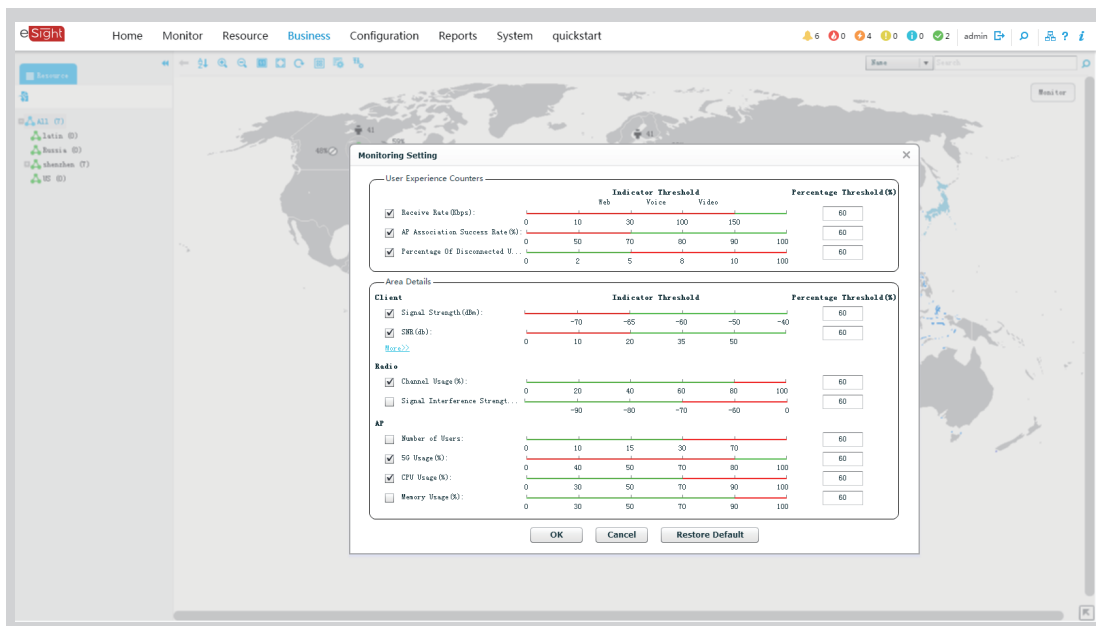 eSight Home Monitor Resource Business Configuration Reports System quickstart 6 0 4 0 0 2 admin ? i
Resource Name Search
Monitor
All (7)
latin (0)
Russia (0)
shenzhen (7)
US (0)
41 41
Monitoring Setting
User Experience Counters
Indicator Threshold Percentage Threshold(%)
Web Voice Video
Receive Rate(Kbps): 60
0 10 30 100 150
AP Association Success Rate(%): 60
0 50 70 80 90 100
Percentage Of Disconnected U... 60
0 2 5 8 10 100
Area Details
Client Indicator Threshold Percentage Threshold(%)
Signal Strength(dBm): 60
-70 -65 -60 -50 -40
SNR(db): 60
0 10 20 35 50
More>>
Radio
Channel Usage(%): 60
0 20 40 60 80 100
Signal Interference Strengt... 60
-90 -80 -70 -60 0
AP
Number of Users: 60
0 10 15 30 70
5G Usage(%): 60
0 40 50 70 80 100
CPU Usage(%): 60
0 30 50 70 90 100
Memory Usage(%): 60
0 30 50 70 90 100
OK Cancel Restore Default